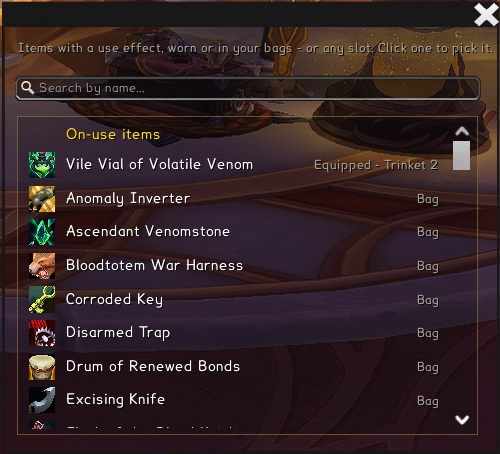 Items with a use effect, worn or in your bags - or any slot. Click one to pick it.
Search by name...
On-use items
Vile Vial of Volatile Venom Equipped - Trinket 2
Anomaly Inverter Bag
Ascendant Venomstone Bag
Bloodtotem War Harness Bag
Corroded Key Bag
Disarmed Trap Bag
Drum of Renewed Bonds Bag
Excising Knife Bag